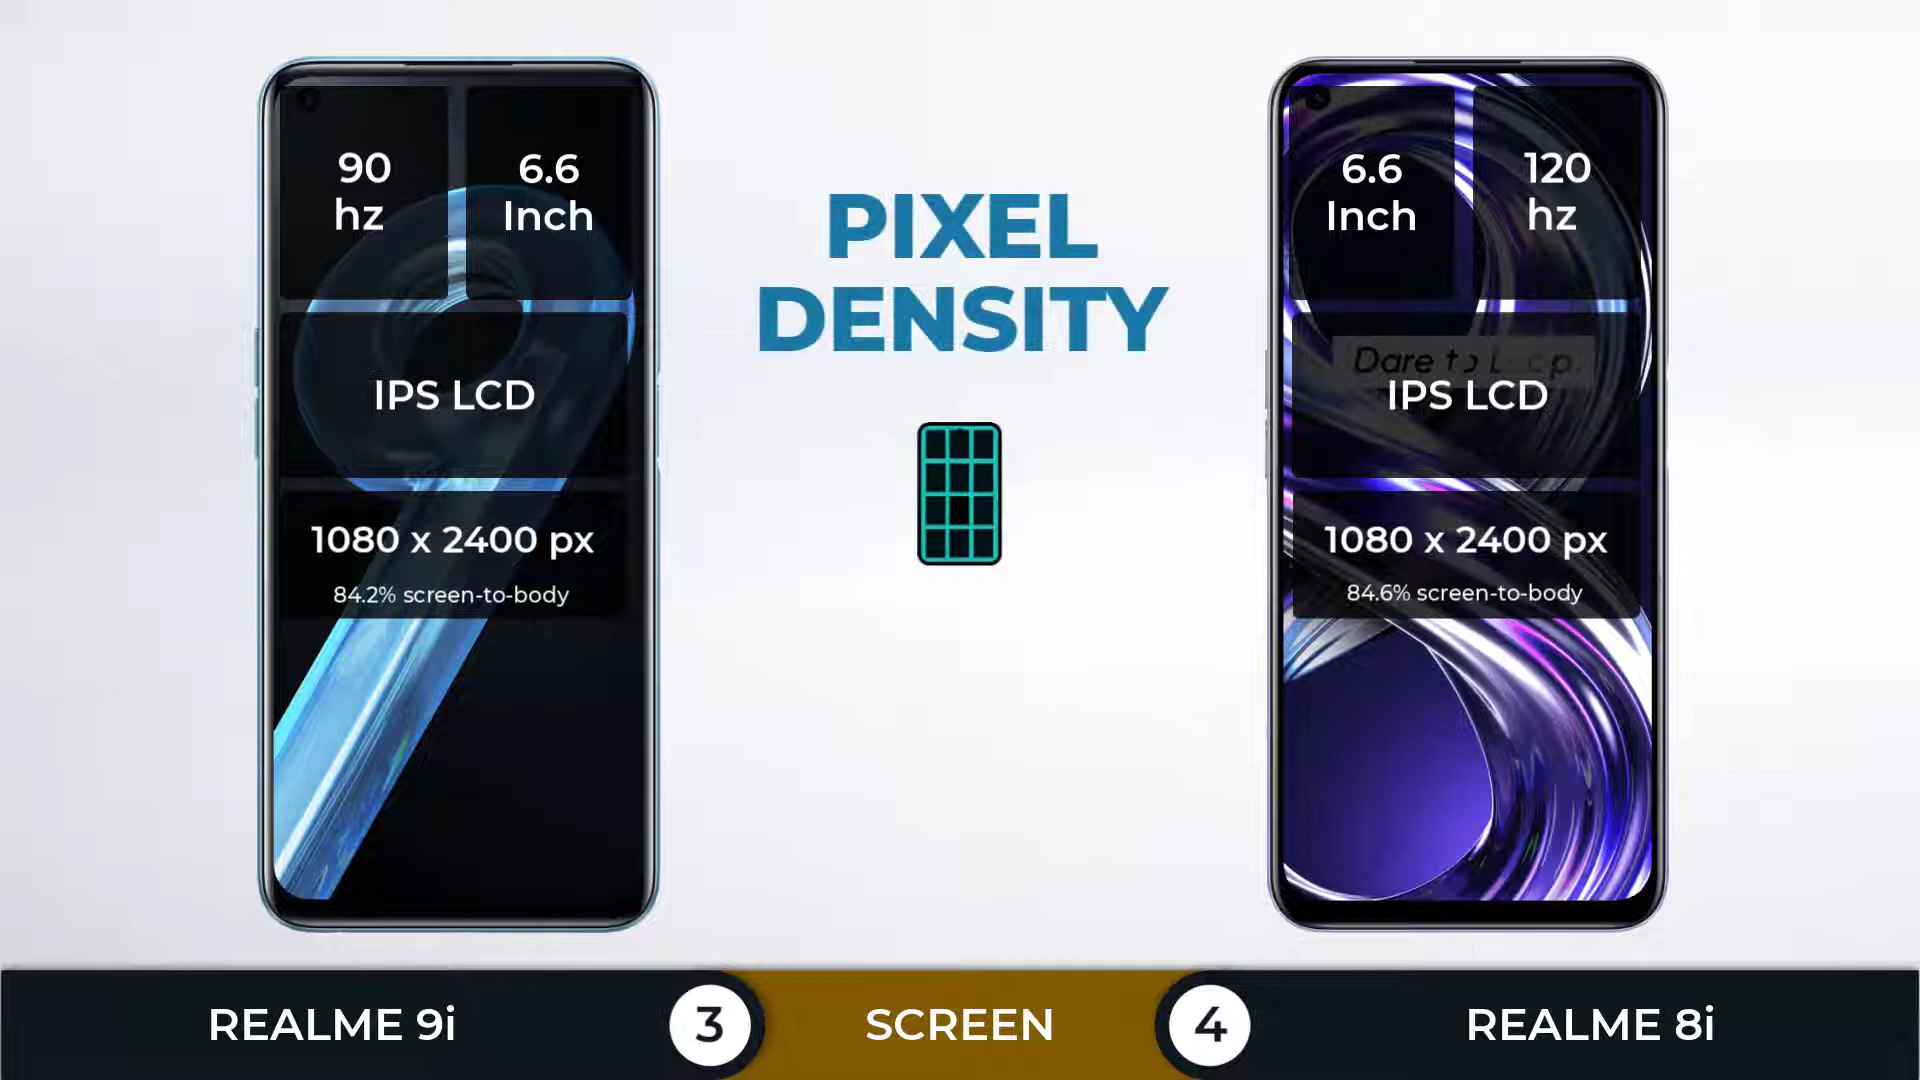 90
hz
6.6
Inch
IPS LCD
1080 x 2400 px
84.2% screen-to-body
PIXEL
DENSITY
6.6
Inch
120
hz
Dare to
IPS LCD
1080 x 2400 px
84.6% screen-to-body
REALME 9i
3
SCREEN
4
REALME 8i